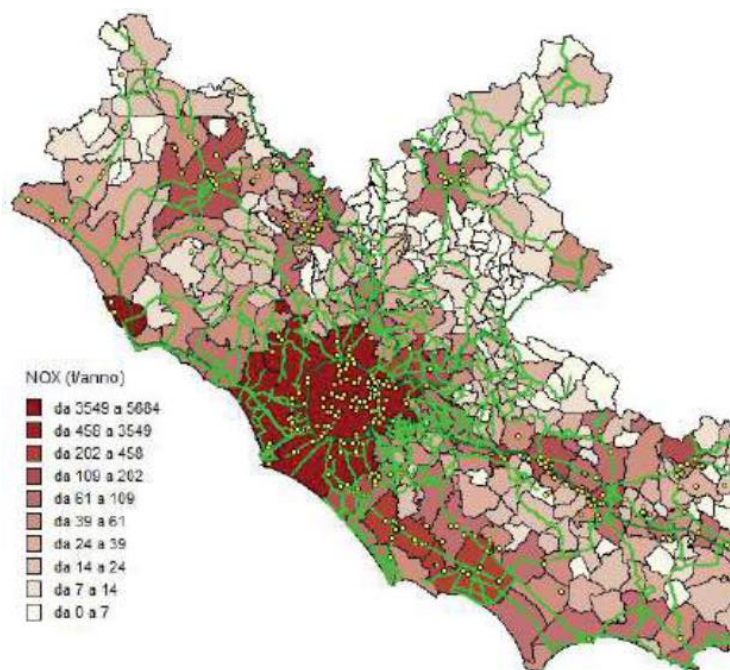 NOX (t/anno)
da 3549 a 5684
da 458 a 3549
da 202 a 458
da 109 a 202
da 61 a 109
da 39 a 61
da 24 a 39
da 14 a 24
da 7 a 14
da 0 a 7